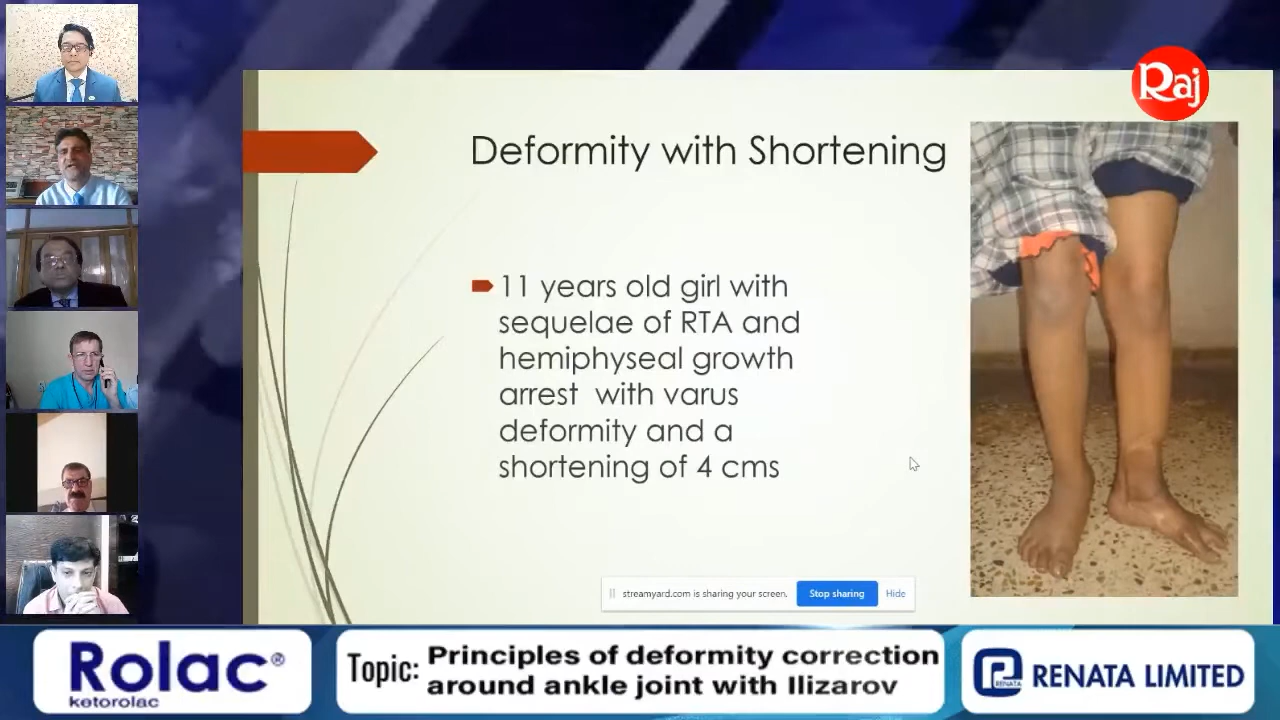 Raj
Deformity with Shortening
11 years old girl with
sequelae of RTA and
hemiphyseal growth
arrest with varus
deformity and a
shortening of 4 cms
streamyard.com is sharing your screen.
Stop sharing
Hide
Rolac®
ketorolac
Topic: Principles of deformity correction
around ankle joint with Ilizarov
RENATA
RENATA LIMITED